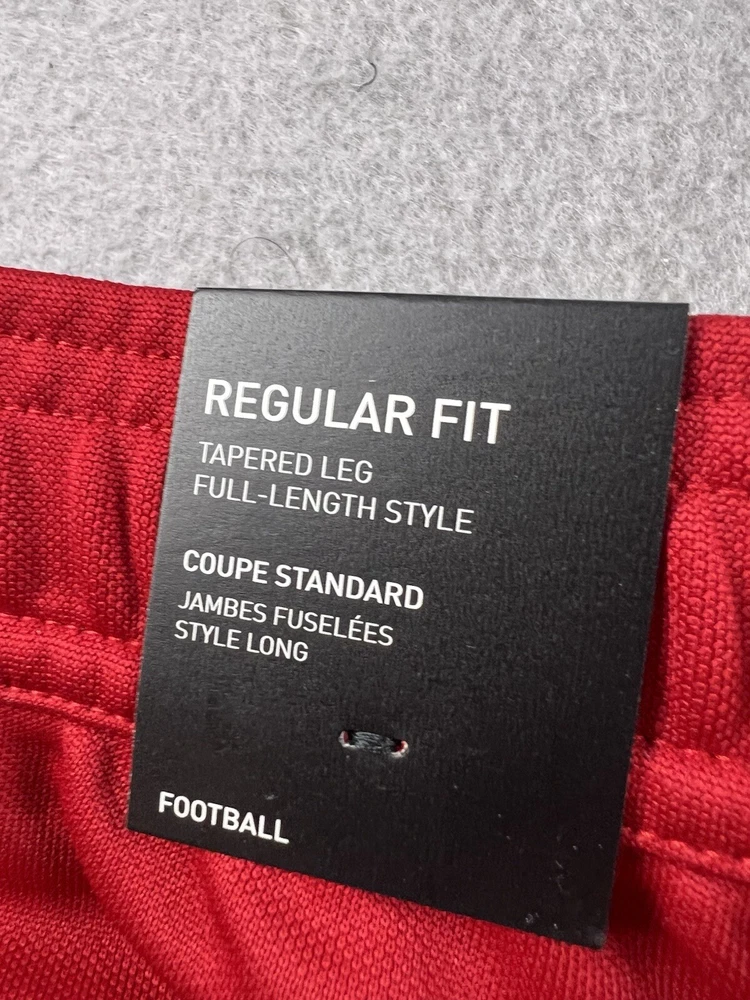 REGULAR FIT
TAPERED LEG
FULL-LENGTH STYLE
COUPE STANDARD
JAMBES FUSELÉES
STYLE LONG
FOOTBALL